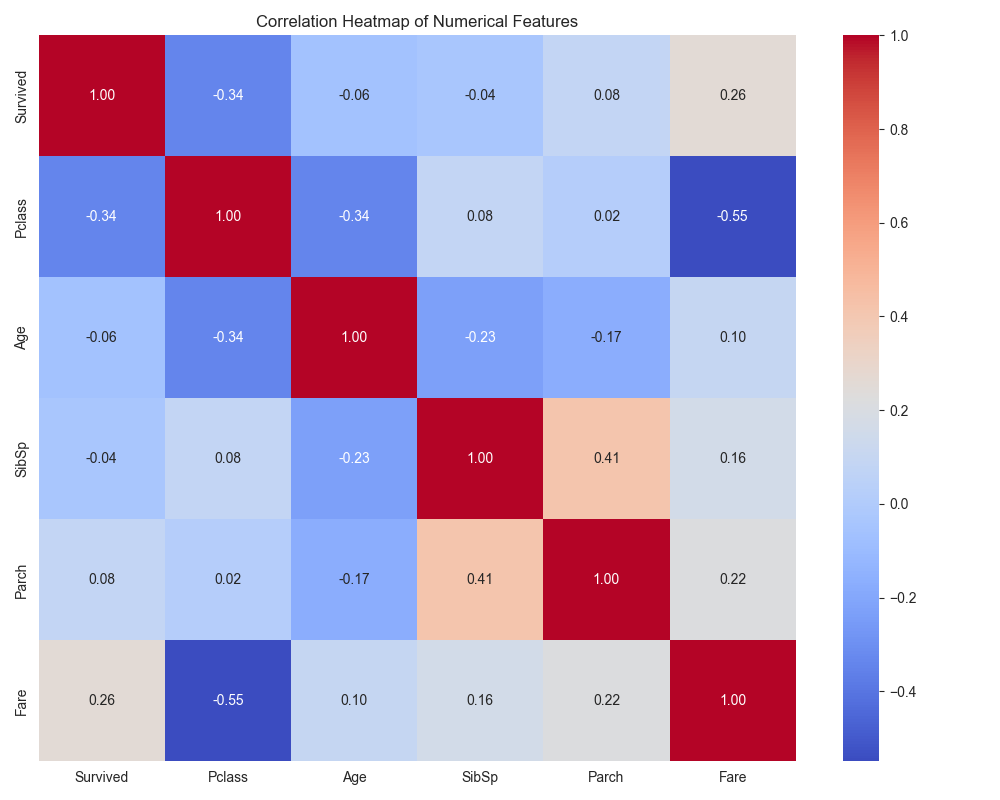 Correlation Heatmap of Numerical Features
Survived 1.00 -0.34 -0.06 -0.04 0.08 0.26
Pclass -0.34 1.00 -0.34 0.08 0.02 -0.55
Age -0.06 -0.34 1.00 -0.23 -0.17 0.10
SibSp -0.04 0.08 -0.23 1.00 0.41 0.16
Parch 0.08 0.02 -0.17 0.41 1.00 0.22
Fare 0.26 -0.55 0.10 0.16 0.22 1.00
Survived Pclass Age SibSp Parch Fare
1.0
0.8
0.6
0.4
0.2
0.0
−0.2
−0.4